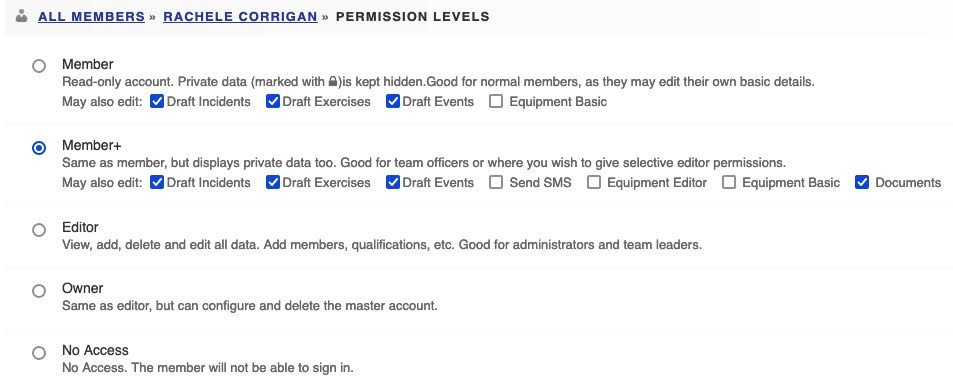 ALL MEMBERS » RACHELE CORRIGAN » PERMISSION LEVELS
Member
Read-only account. Private data (marked with 🔒)is kept hidden.Good for normal members, as they may edit their own basic details.
May also edit: Draft Incidents Draft Exercises Draft Events Equipment Basic
Member+
Same as member, but displays private data too. Good for team officers or where you wish to give selective editor permissions.
May also edit: Draft Incidents Draft Exercises Draft Events Send SMS Equipment Editor Equipment Basic Documents
Editor
View, add, delete and edit all data. Add members, qualifications, etc. Good for administrators and team leaders.
Owner
Same as editor, but can configure and delete the master account.
No Access
No Access. The member will not be able to sign in.